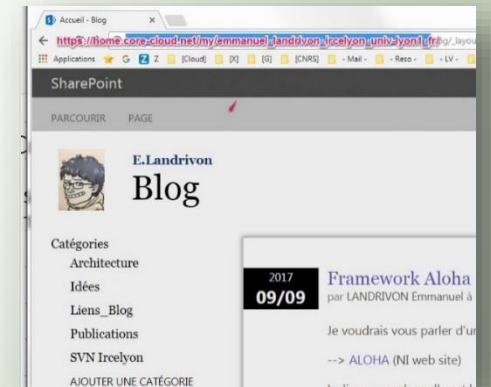 Accueil - Blog
https://home.core-cloud.net/my/emmanuel_landrivon_ircelyon_univ-lyon1_fr/
Applications G Z Z [Cloud] [X] [G] [CNRS] - Mail - - Reso - - LV -
SharePoint
PARCOURIR PAGE
E.Landrivon
Blog
Catégories
Architecture
Idées
Liens_Blog
Publications
SVN Ircelyon
AJOUTER UNE CATÉGORIE
2017
09/09
Framework Aloha
par LANDRIVON Emmanuel à
Je voudrais vous parler d'un
--> ALOHA (NI web site)